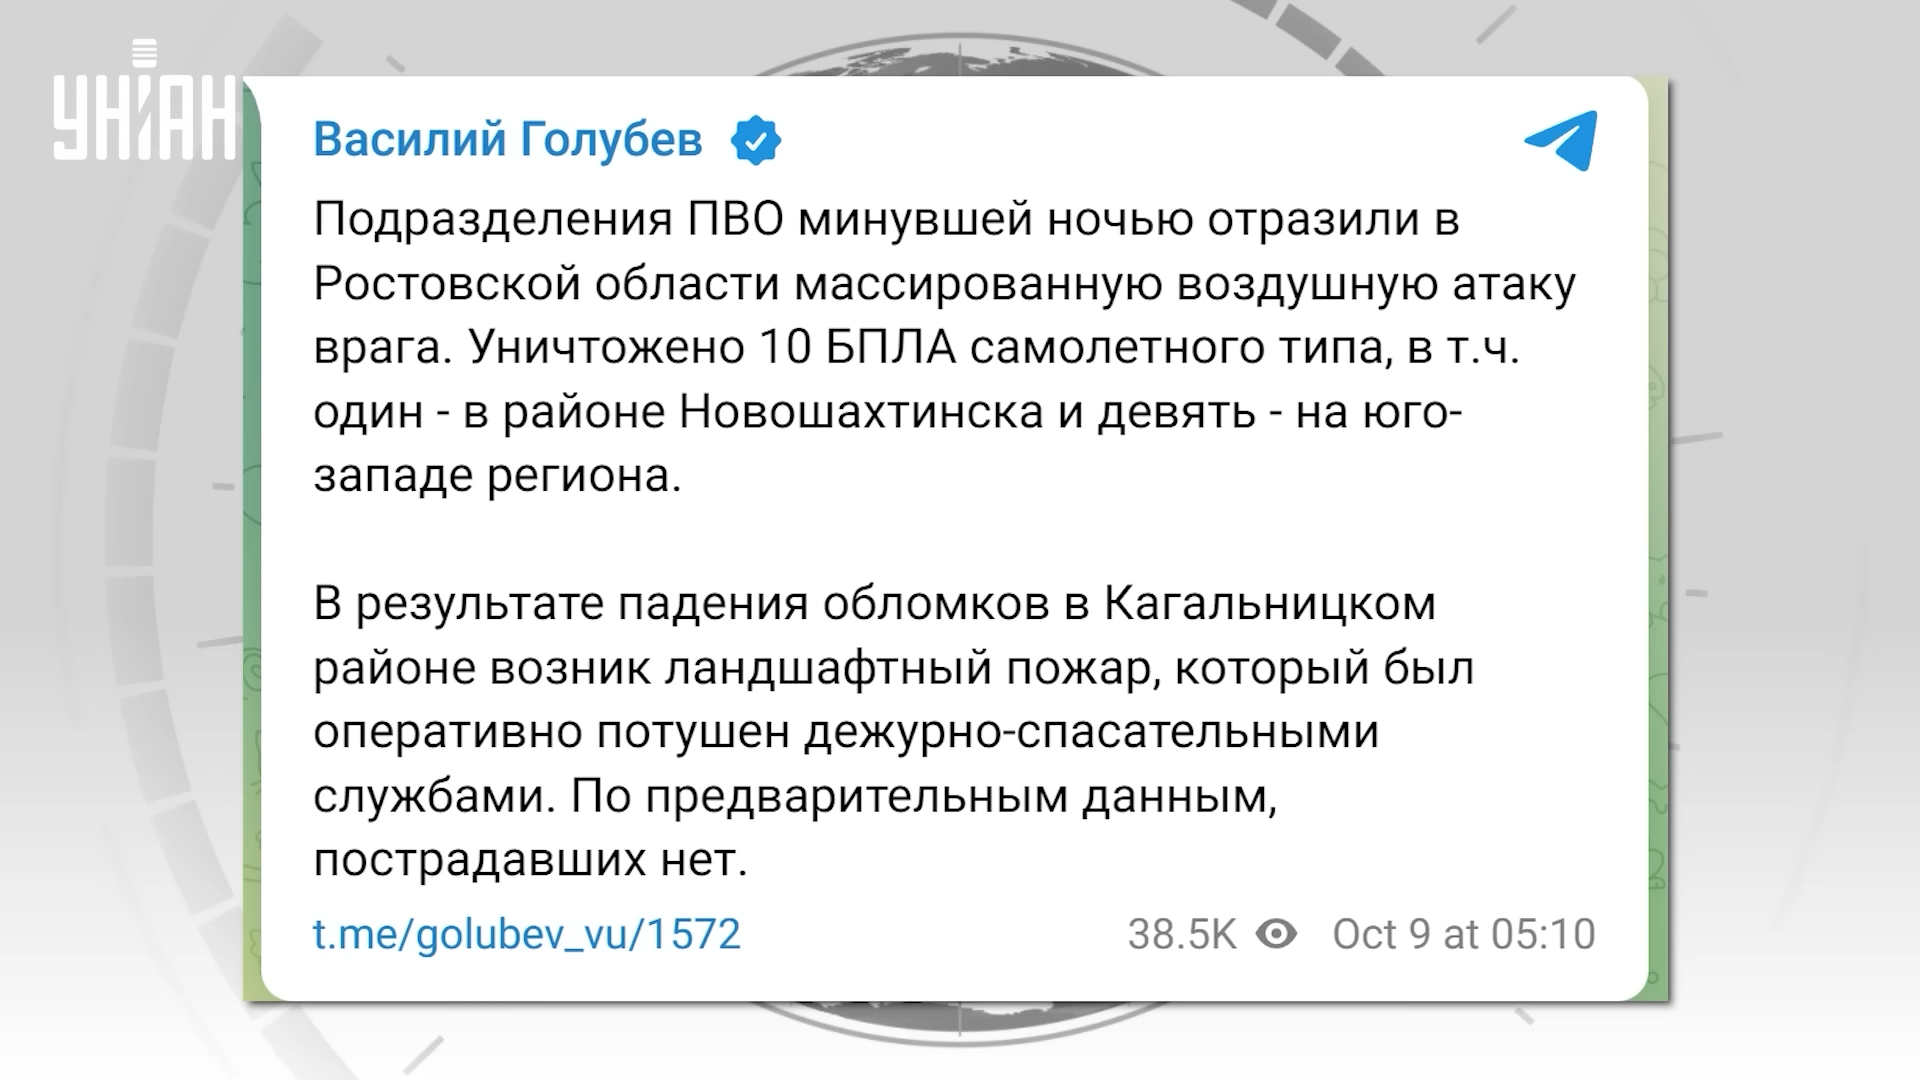 УНІАН
Василий Голубев
Подразделения ПВО минувшей ночью отразили в
Ростовской области массированную воздушную атаку
врага. Уничтожено 10 БПЛА самолетного типа, в т.ч.
один - в районе Новошахтинска и девять - на юго-
западе региона.
В результате падения обломков в Кагальницком
районе возник ландшафтный пожар, который был
оперативно потушен дежурно-спасательными
службами. По предварительным данным,
пострадавших нет.
t.me/golubev_vu/1572 38.5K Oct 9 at 05:10